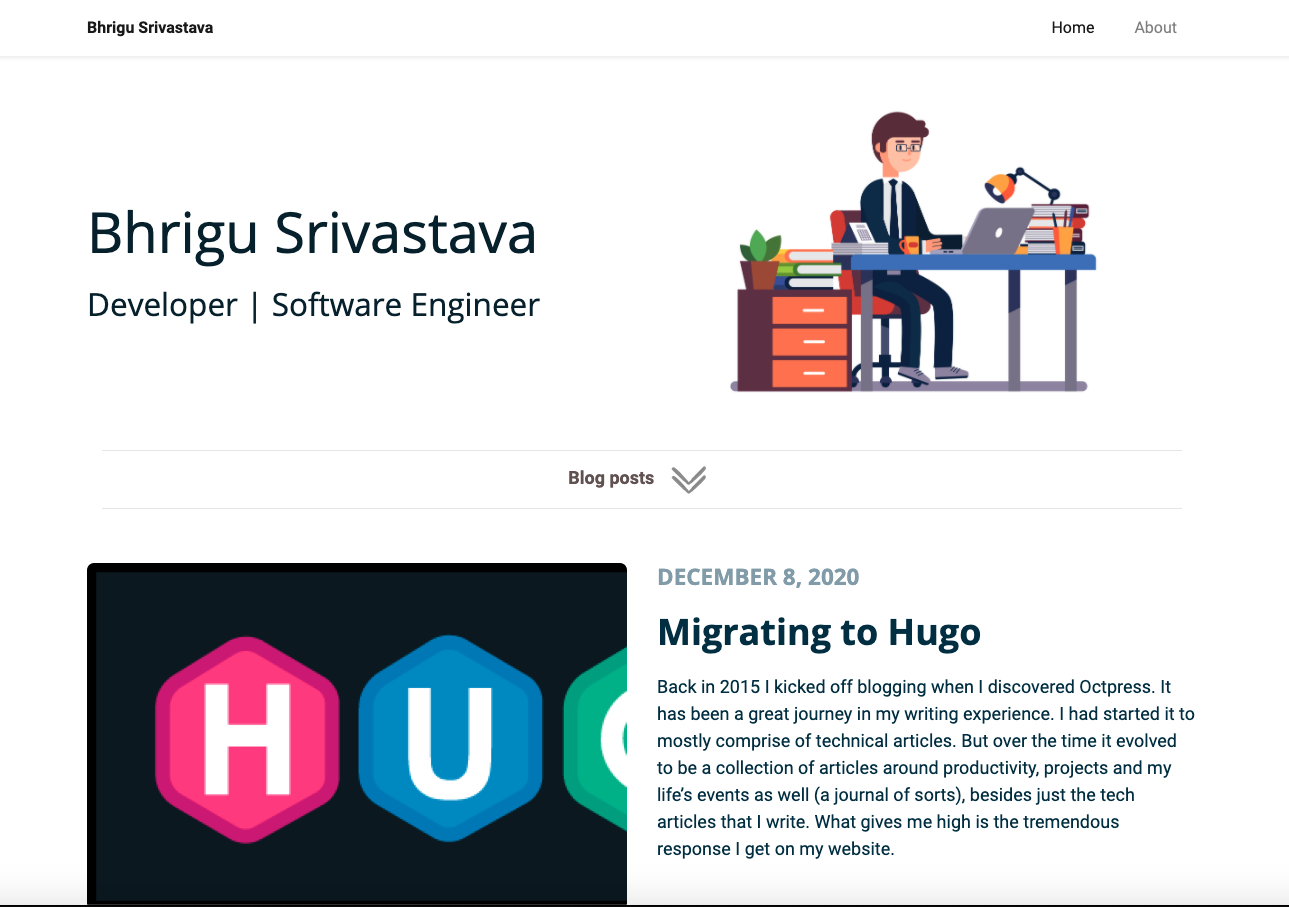 Bhrigu Srivastava
Home
About
Bhrigu Srivastava
Developer | Software Engineer
Blog posts
HU
DECEMBER 8, 2020
Migrating to Hugo
Back in 2015 I kicked off blogging when I discovered Octpress. It
has been a great journey in my writing experience. I had started it to
mostly comprise of technical articles. But over the time it evolved
to be a collection of articles around productivity, projects and my
life’s events as well (a journal of sorts), besides just the tech
articles that I write. What gives me high is the tremendous
response I get on my website.